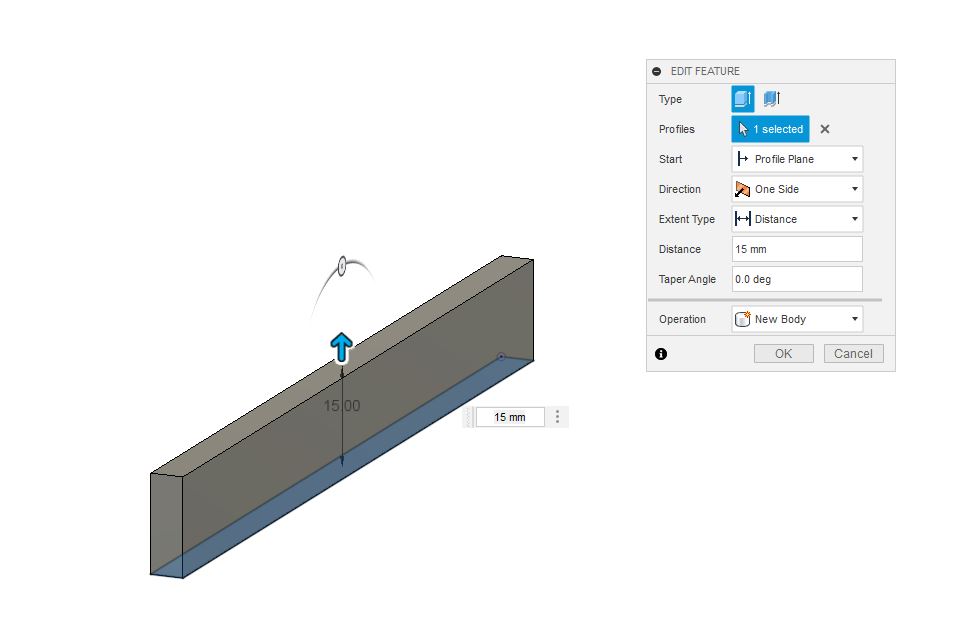 EDIT FEATURE
Type
Profiles 1 selected
Start Profile Plane
Direction One Side
Extent Type Distance
Distance 15 mm
Taper Angle 0.0 deg
Operation New Body
OK Cancel
15.00
15 mm